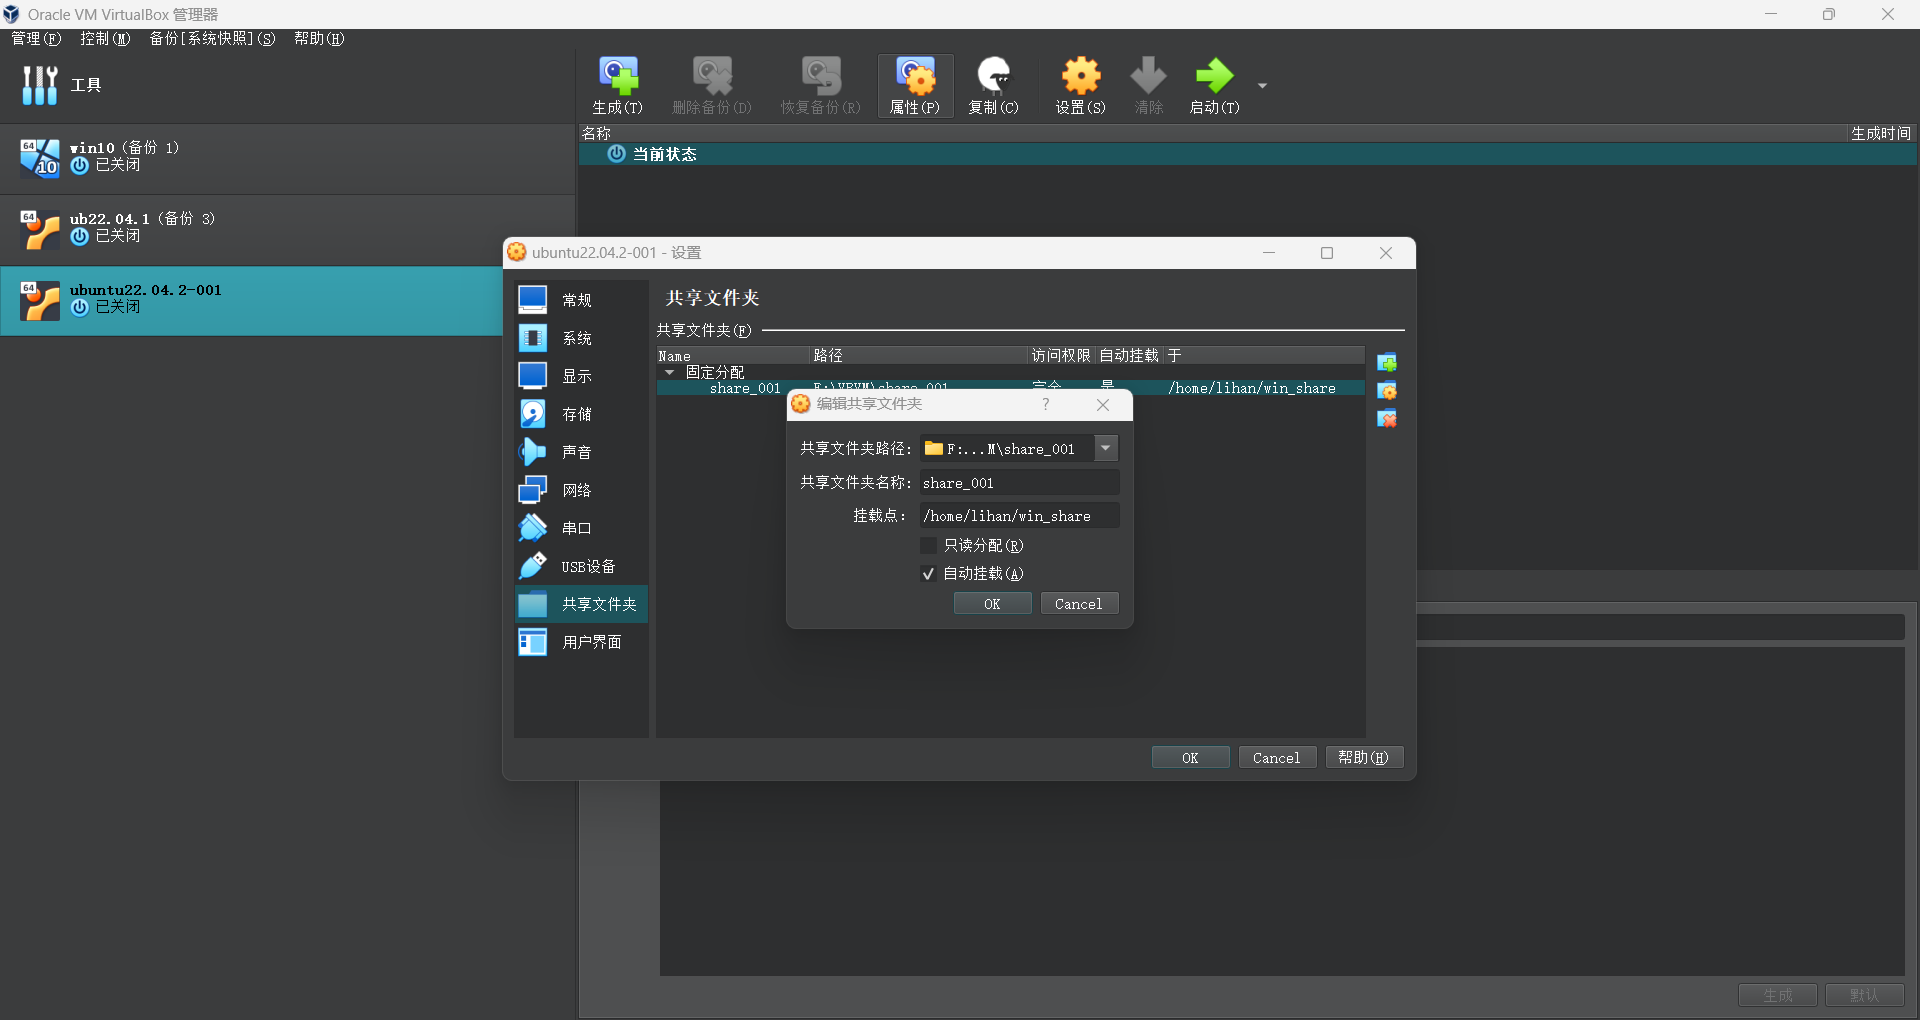 Oracle VM VirtualBox 管理器
管理(F) 控制(M) 备份[系统快照](S) 帮助(H)
工具
生成(T) 删除备份(D) 恢复备份(R) 属性(P) 复制(C) 设置(S) 清除 启动(T)
名称 生成时间
当前状态
64 10 win10 (备份 1)
已关闭
64 ub22.04.1 (备份 3)
已关闭
64 ubuntu22.04.2-001
已关闭
ubuntu22.04.2-001 - 设置
常规
系统
显示
存储
声音
网络
串口
USB设备
共享文件夹
用户界面
共享文件夹
共享文件夹(F)
Name 路径 访问权限 自动挂载 于
固定分配
share_001 F:\VBVM\share_001 完全 是 /home/lihan/win_share
编辑共享文件夹 ?
共享文件夹路径: F:...M\share_001
共享文件夹名称: share_001
挂载点: /home/lihan/win_share
只读分配(R)
自动挂载(A)
OK Cancel
OK Cancel 帮助(H)
生成 默认